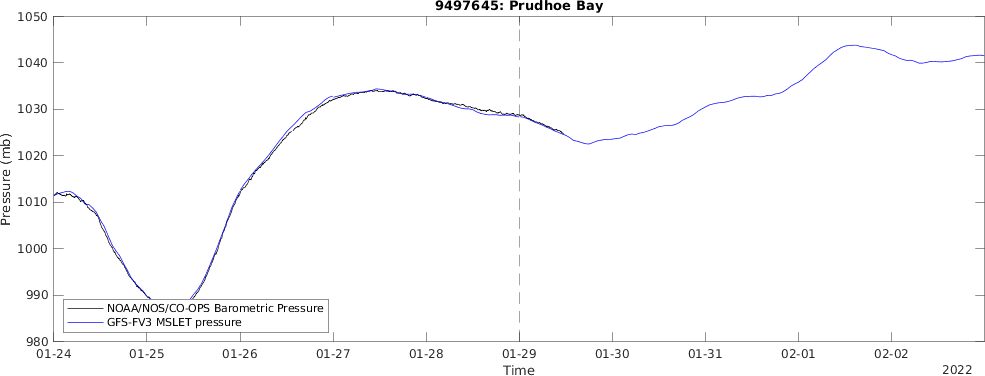 9497645: Prudhoe Bay
Pressure (mb)
1050
1040
1030
1020
1010
1000
990
980
NOAA/NOS/CO-OPS Barometric Pressure
GFS-FV3 MSLET pressure
01-24 01-25 01-26 01-27 01-28 01-29 01-30 01-31 02-01 02-02
Time
2022